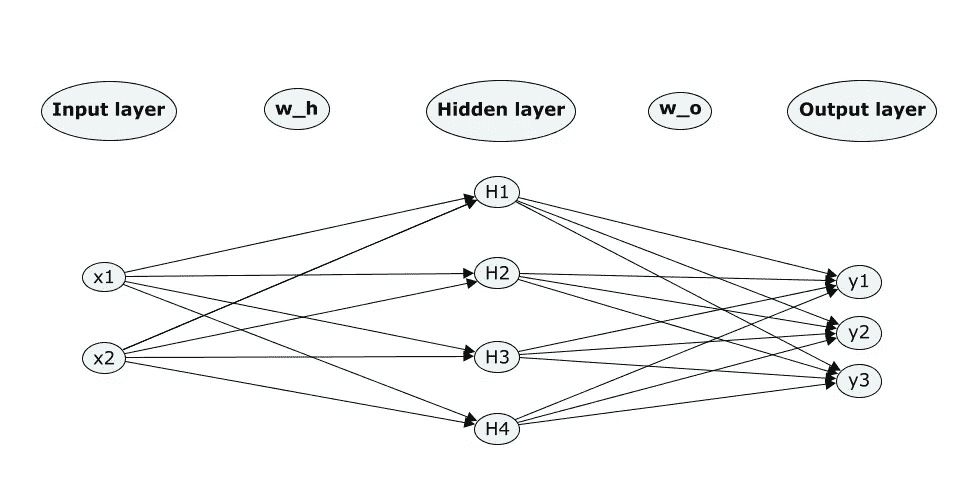 Input layer
w_h
Hidden layer
w_o
Output layer
H1
x1
H2
y1
y2
x2
H3
y3
H4